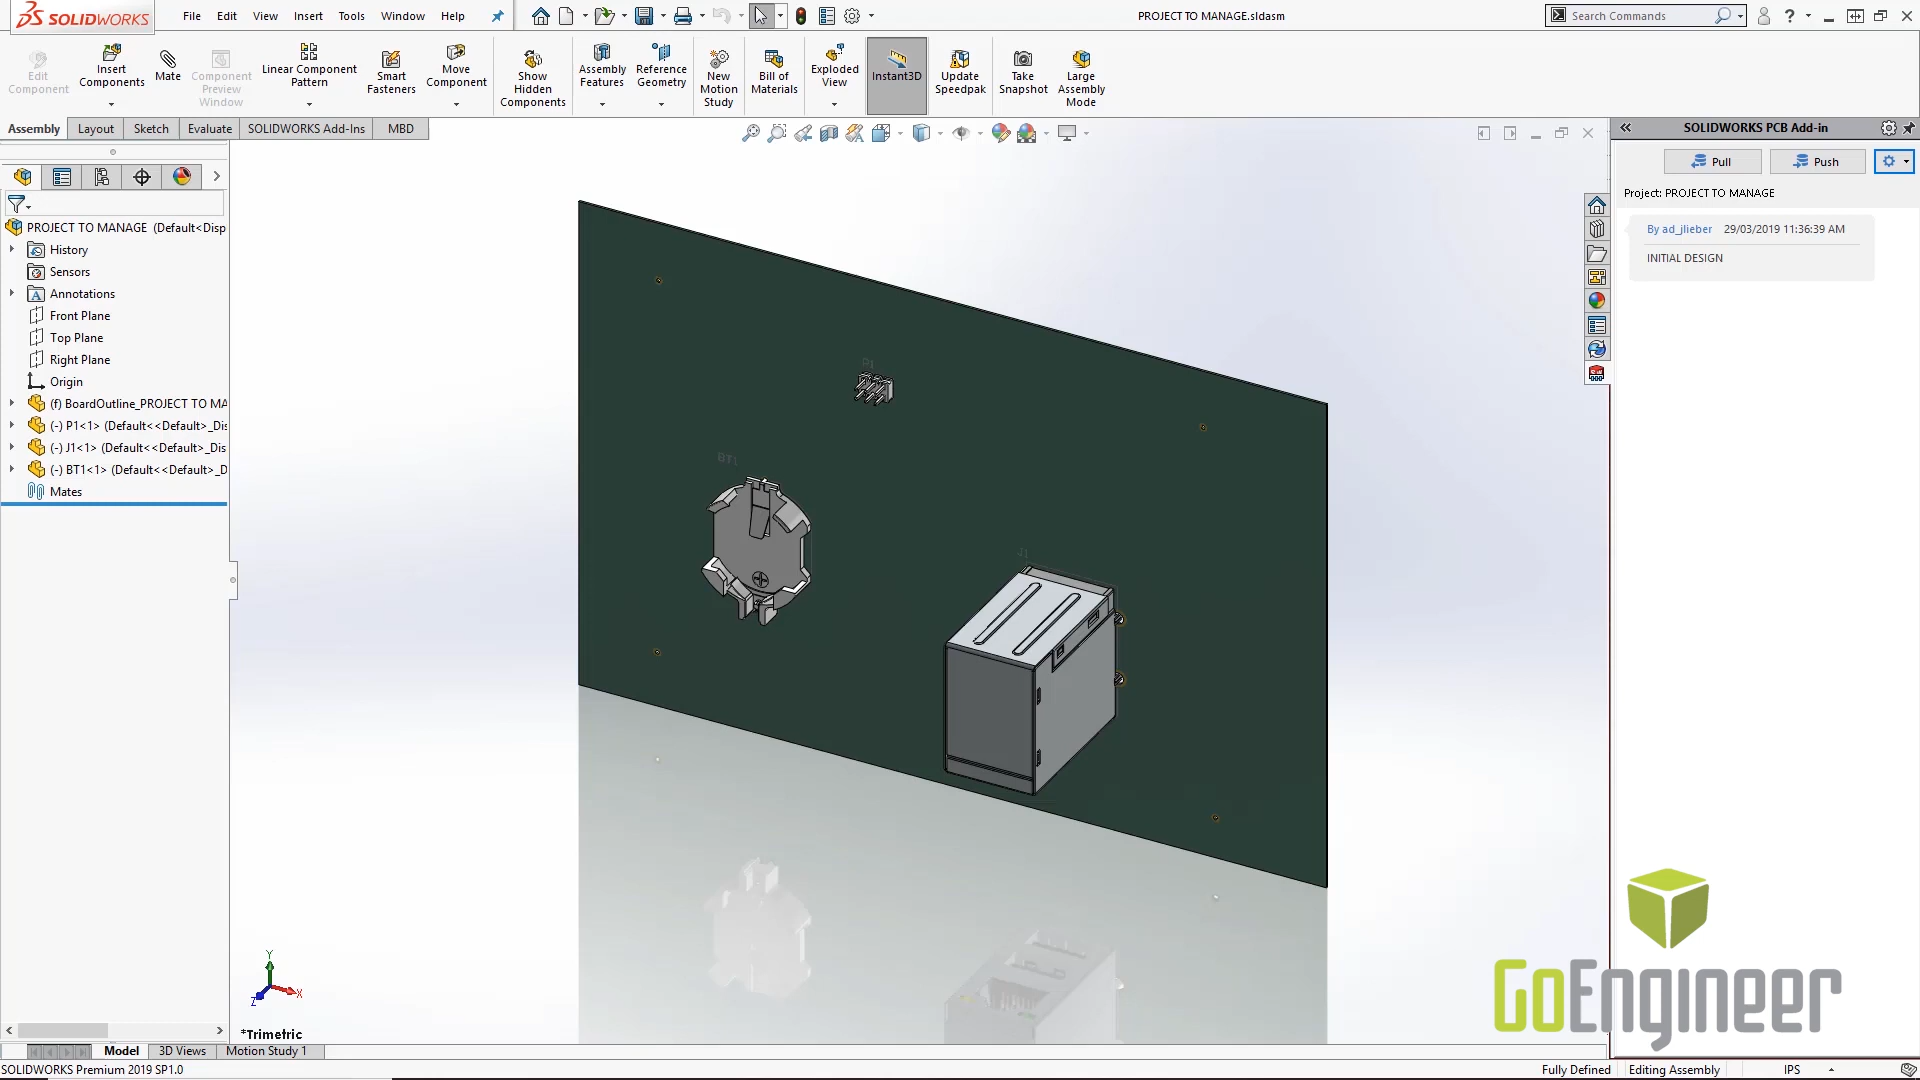 SOLIDWORKS
File Edit View Insert Tools Window Help
PROJECT TO MANAGE.sldasm
Search Commands
Edit Component
Insert Components
Mate
Component Preview Window
Linear Component Pattern
Smart Fasteners
Move Component
Show Hidden Components
Assembly Features
Reference Geometry
New Motion Study
Bill of Materials
Exploded View
Instant3D
Update Speedpak
Take Snapshot
Large Assembly Mode
Assembly Layout Sketch Evaluate SOLIDWORKS Add-Ins MBD
PROJECT TO MANAGE (Default<Disp
History
Sensors
Annotations
Front Plane
Top Plane
Right Plane
Origin
(f) BoardOutline_PROJECT TO MA
(-) P1<1> (Default<<Default>_Dis
(-) J1<1> (Default<<Default>_Dis
(-) BT1<1> (Default<<Default>_D
Mates
P1
BT1
J1
Y
X
Z
*Trimetric
SOLIDWORKS PCB Add-in
Pull Push
Project: PROJECT TO MANAGE
By ad_jlieber 29/03/2019 11:36:39 AM
INITIAL DESIGN
GoEngineer
Model 3D Views Motion Study 1
SOLIDWORKS Premium 2019 SP1.0
Fully Defined Editing Assembly IPS